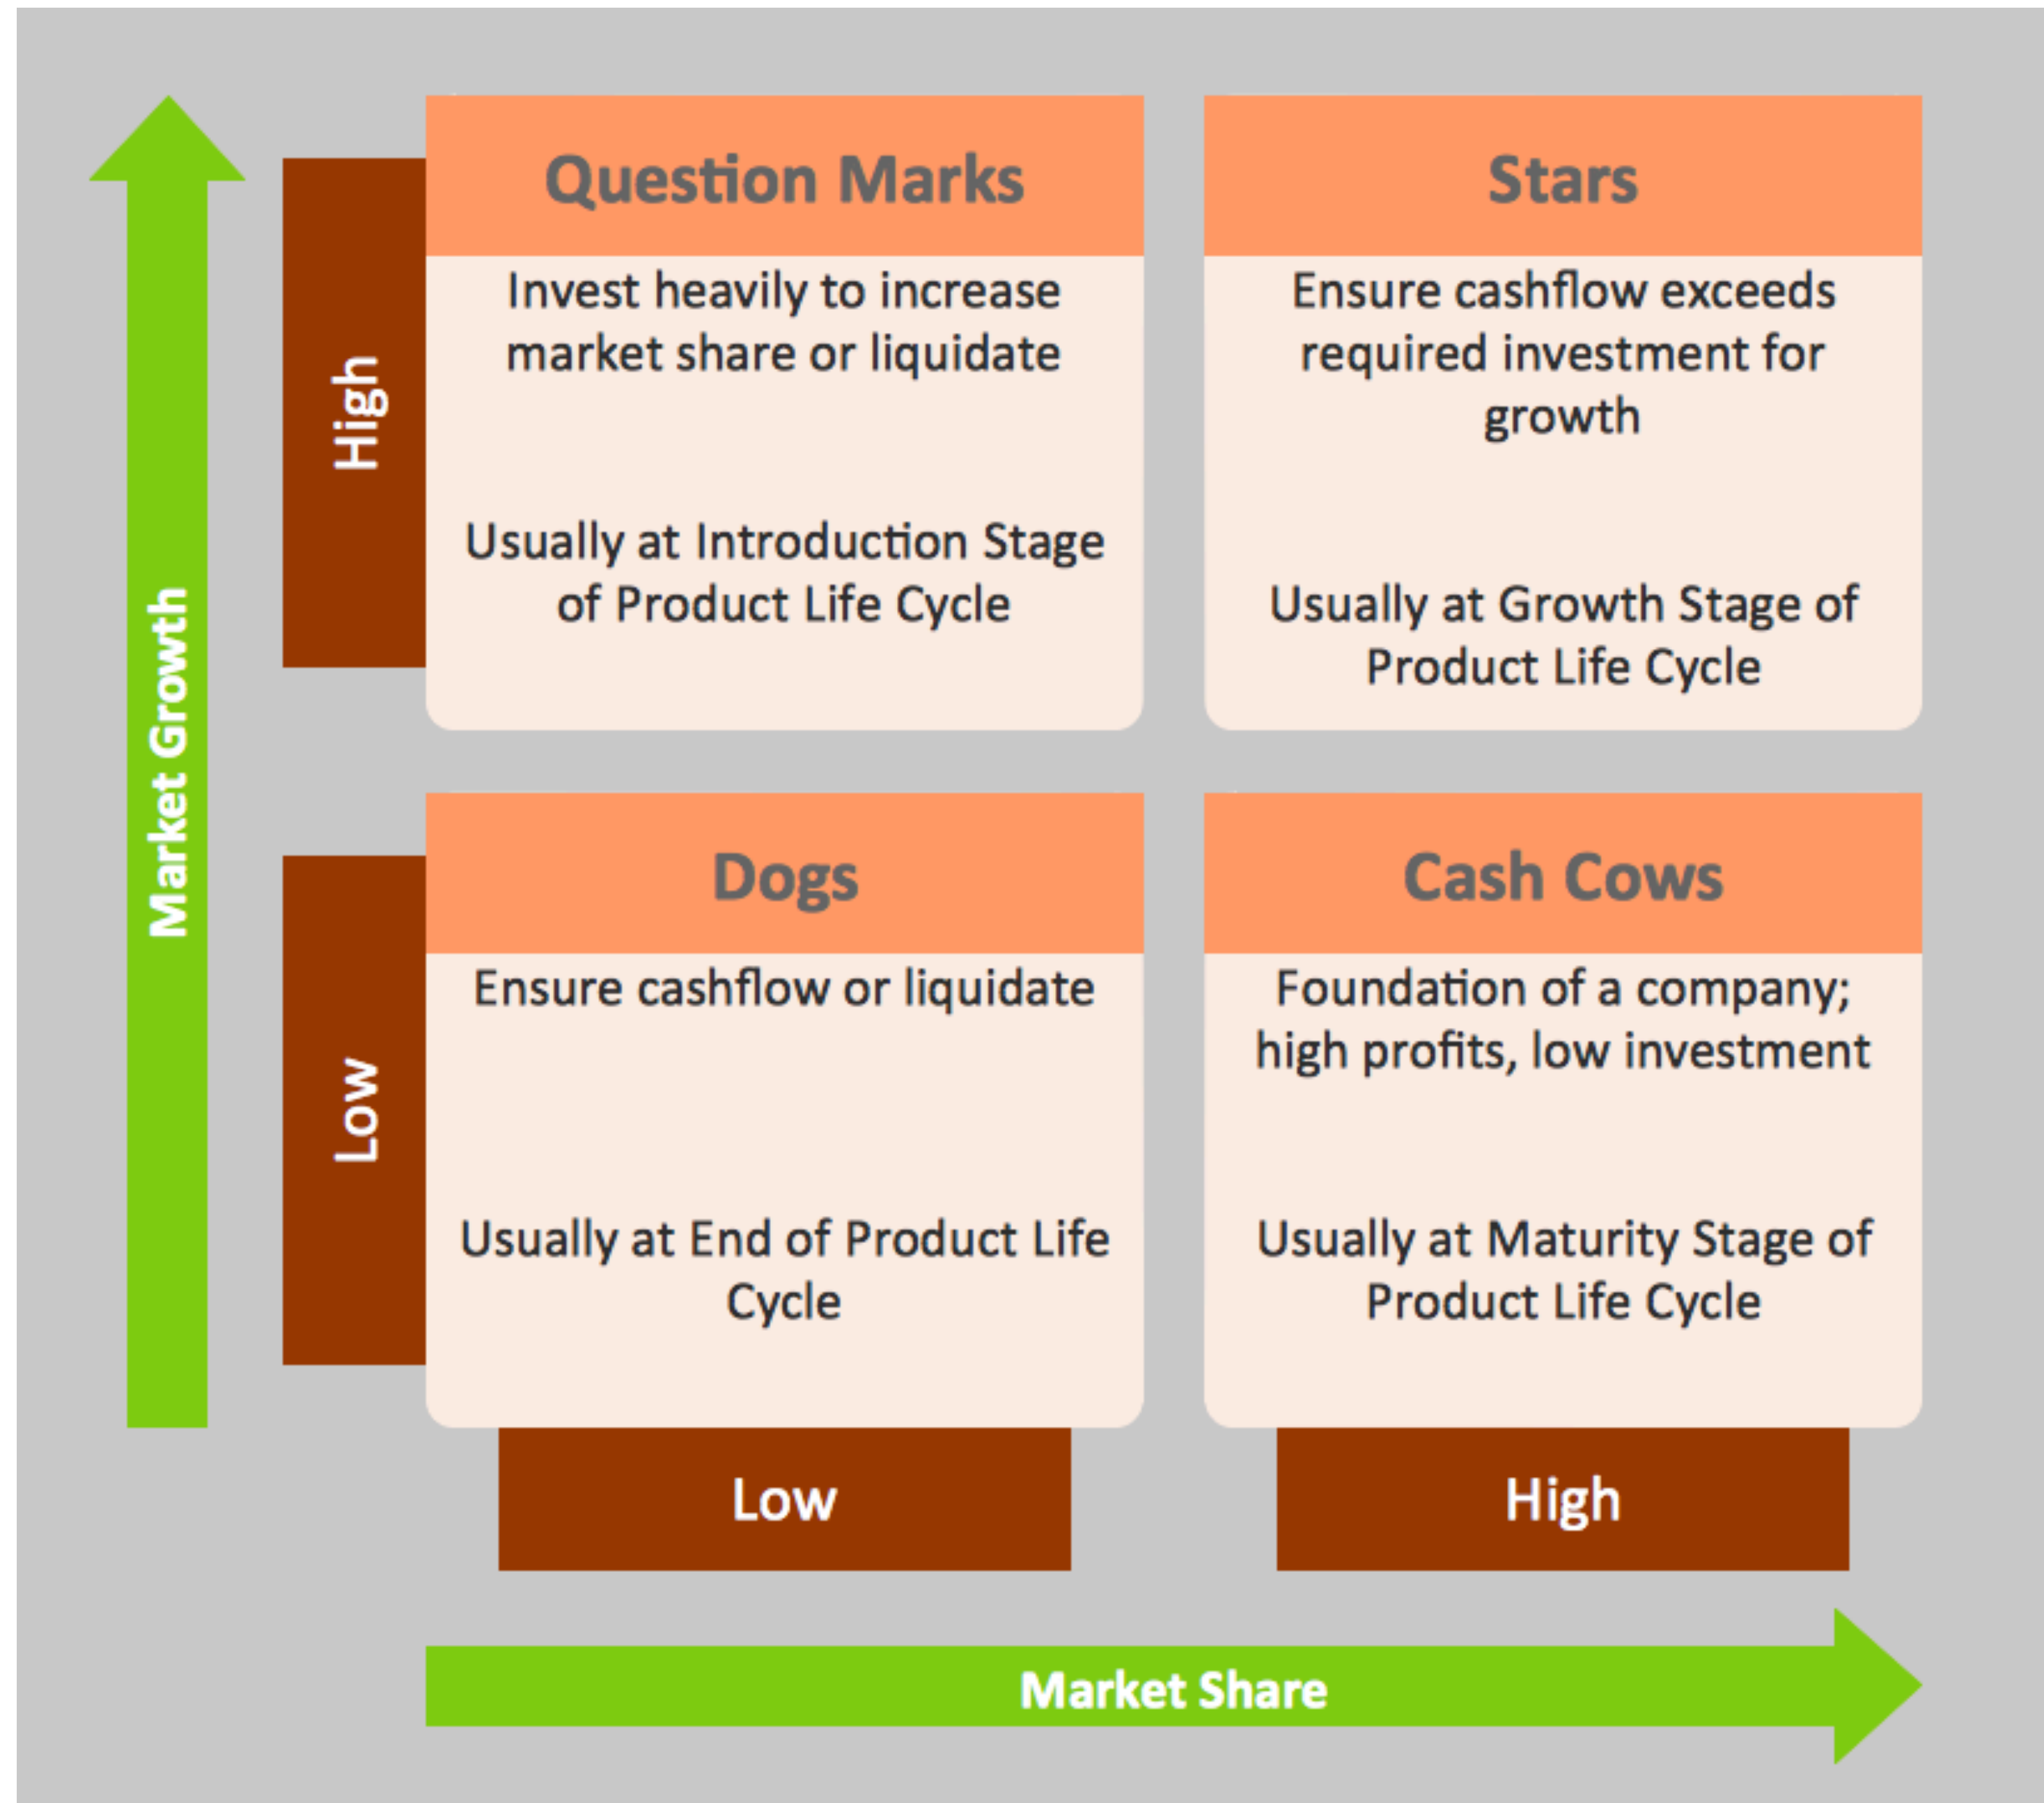 Market Growth
High
Question Marks
Invest heavily to increase
market share or liquidate
Usually at Introduction Stage
of Product Life Cycle
Stars
Ensure cashflow exceeds
required investment for
growth
Usually at Growth Stage of
Product Life Cycle
Low
Dogs
Ensure cashflow or liquidate
Usually at End of Product Life
Cycle
Cash Cows
Foundation of a company;
high profits, low investment
Usually at Maturity Stage of
Product Life Cycle
Low
High
Market Share